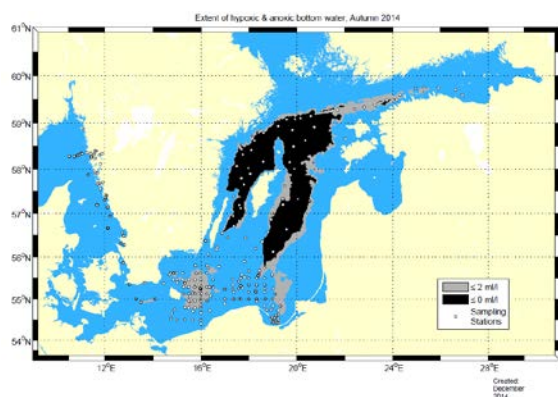 Extent of hypoxic & anoxic bottom water, Autumn 2014
61°N
60°N
59°N
58°N
57°N
56°N
55°N
54°N
≤ 2 ml/l
≤ 0 ml/l
Sampling
Stations
12°E
16°E
20°E
24°E
28°E
Created:
December
2014